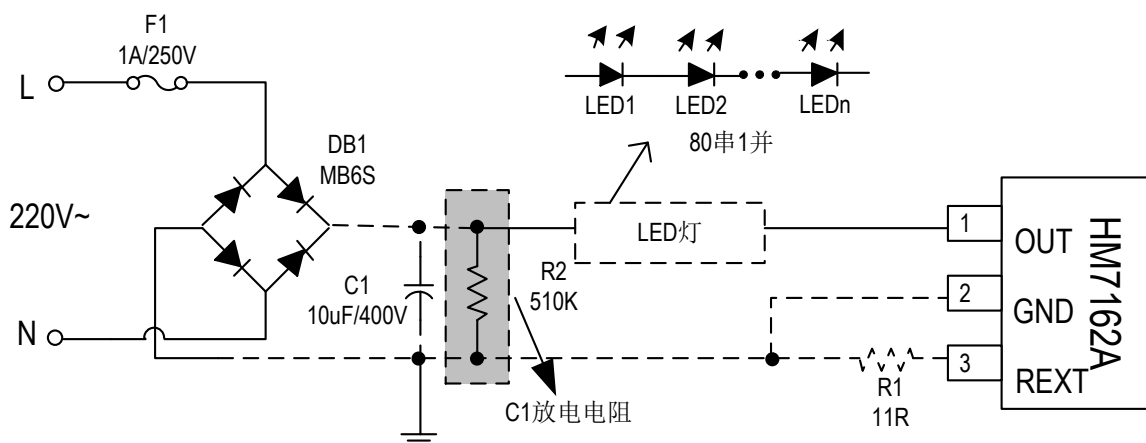 F1
1A/250V
L
LED1
LED2
LEDn
80串1并
DB1
MB6S
220V~
LED灯
1
OUT
HM7162A
C1
10uF/400V
R2
510K
2
GND
N
3
REXT
R1
11R
C1放电电阻